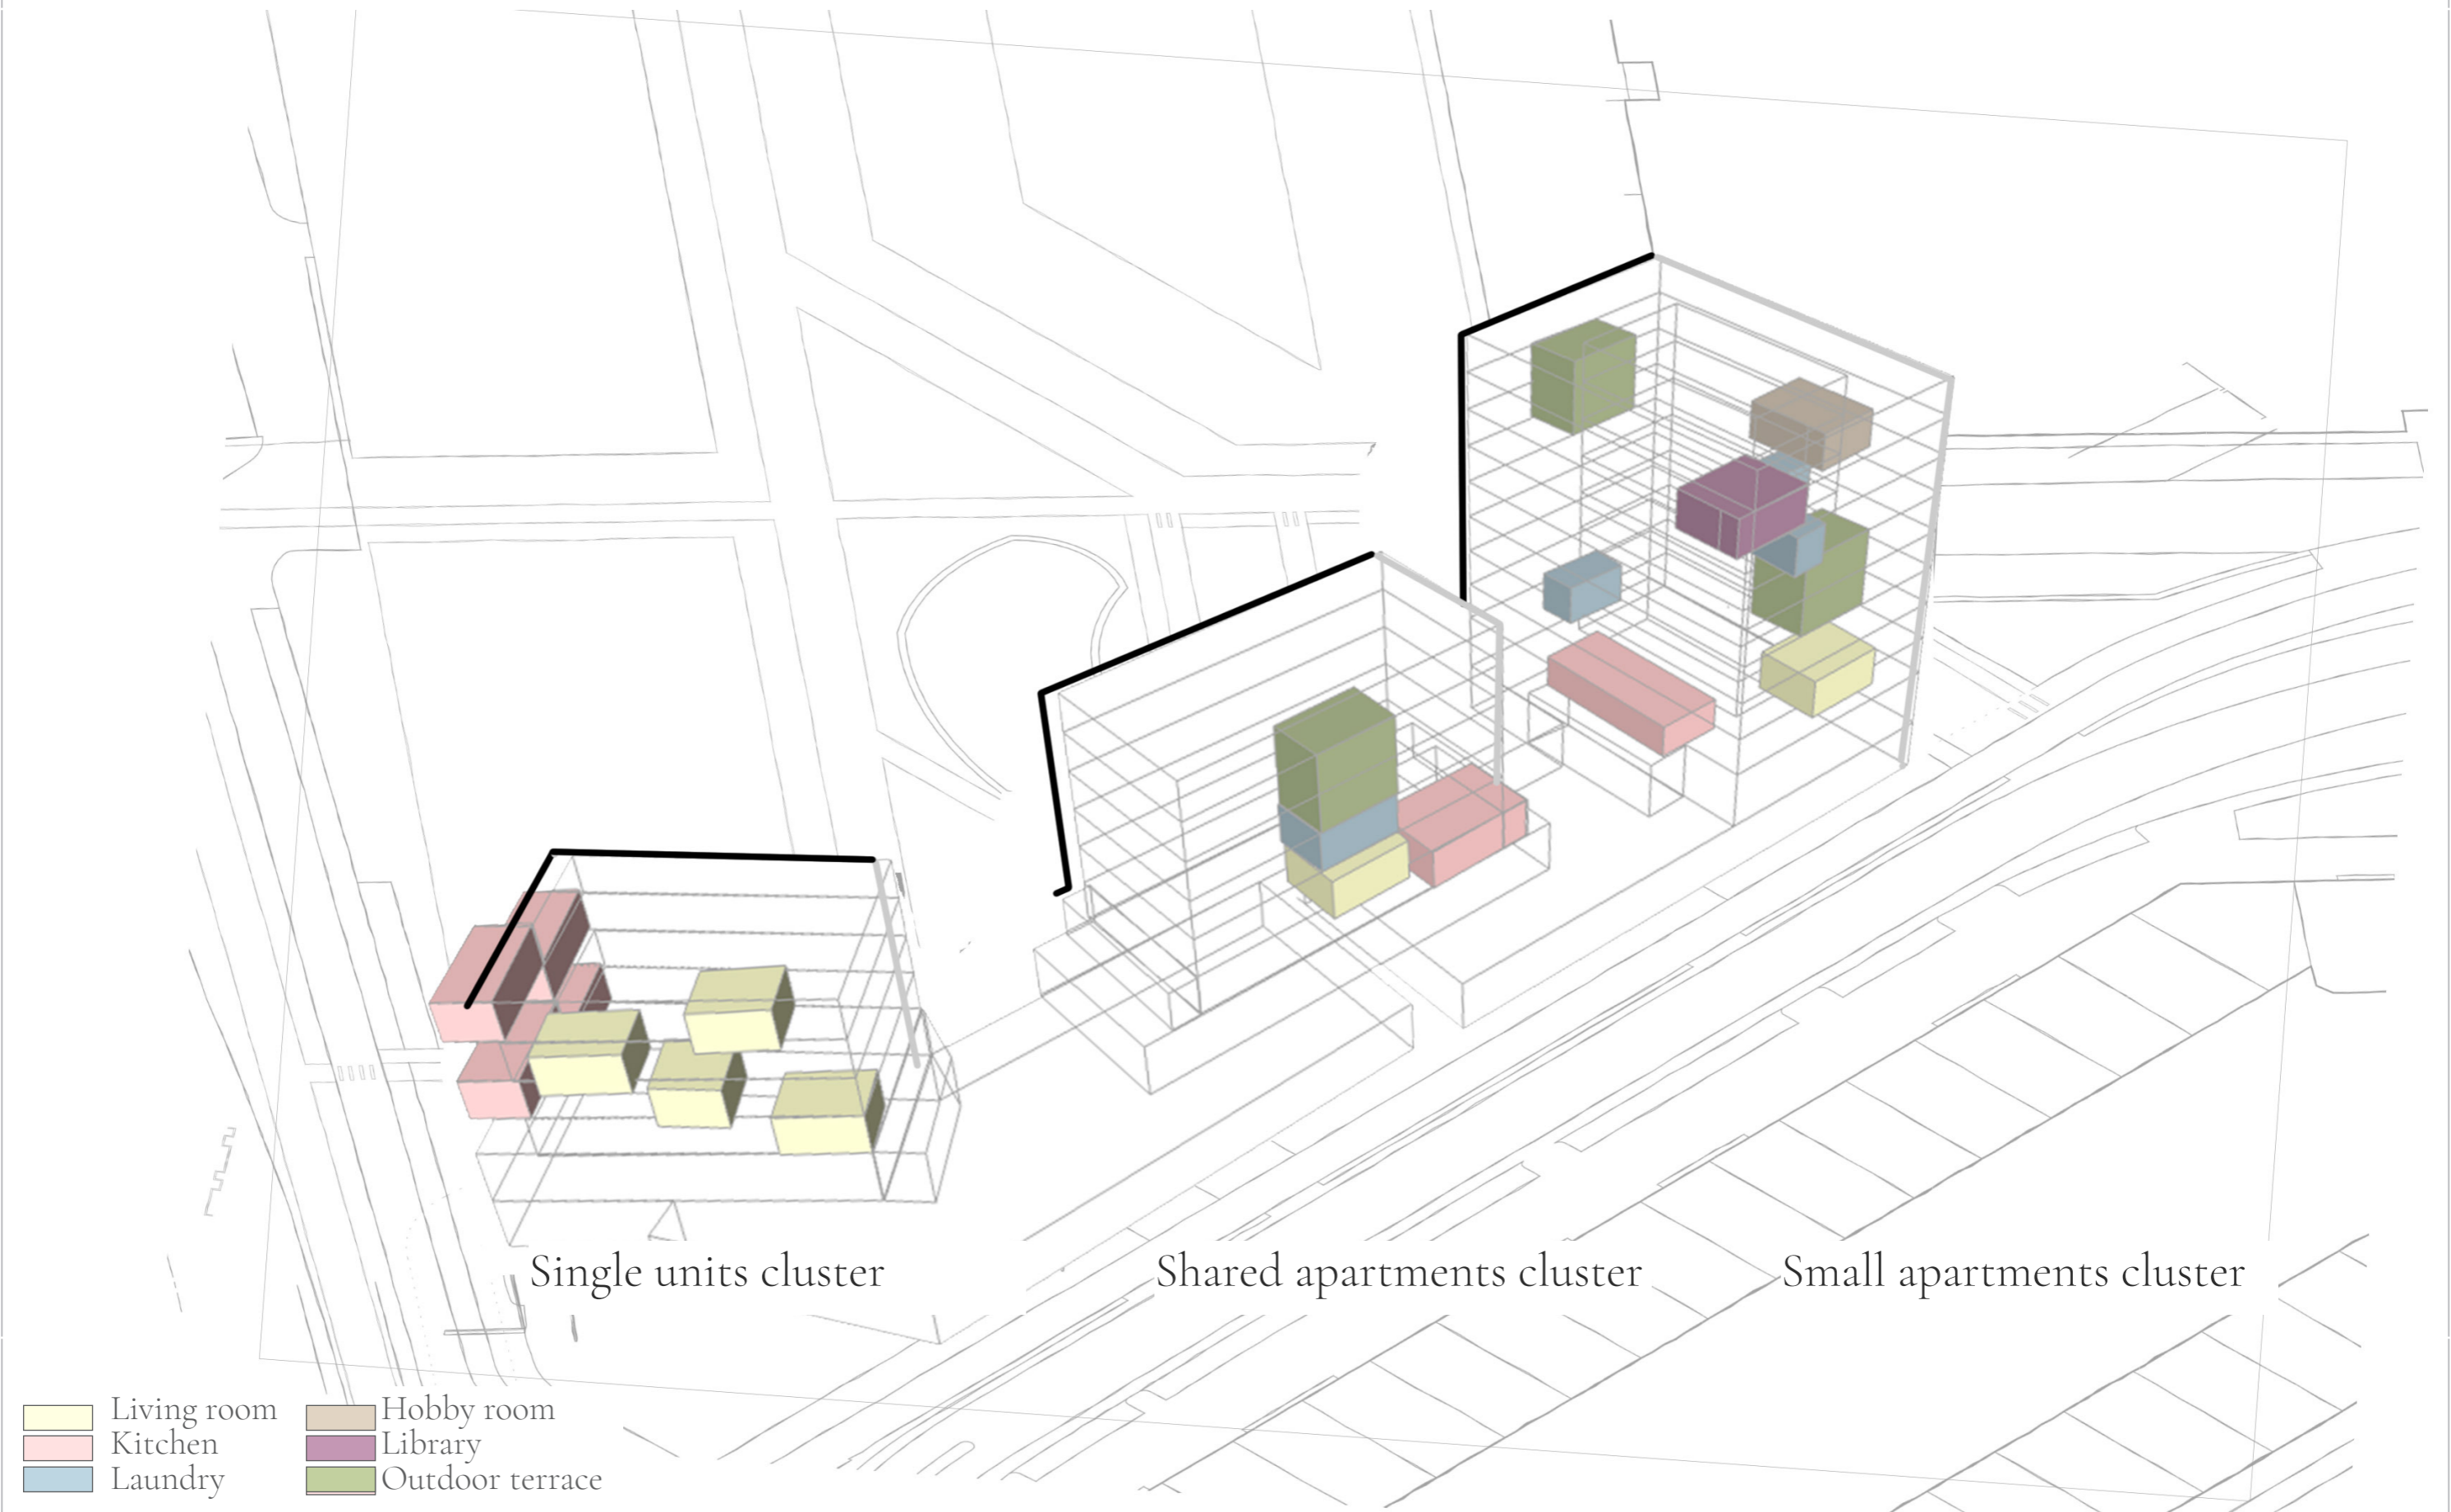 Single units cluster
Shared apartments cluster
Small apartments cluster
Living room
Kitchen
Laundry
Hobby room
Library
Outdoor terrace